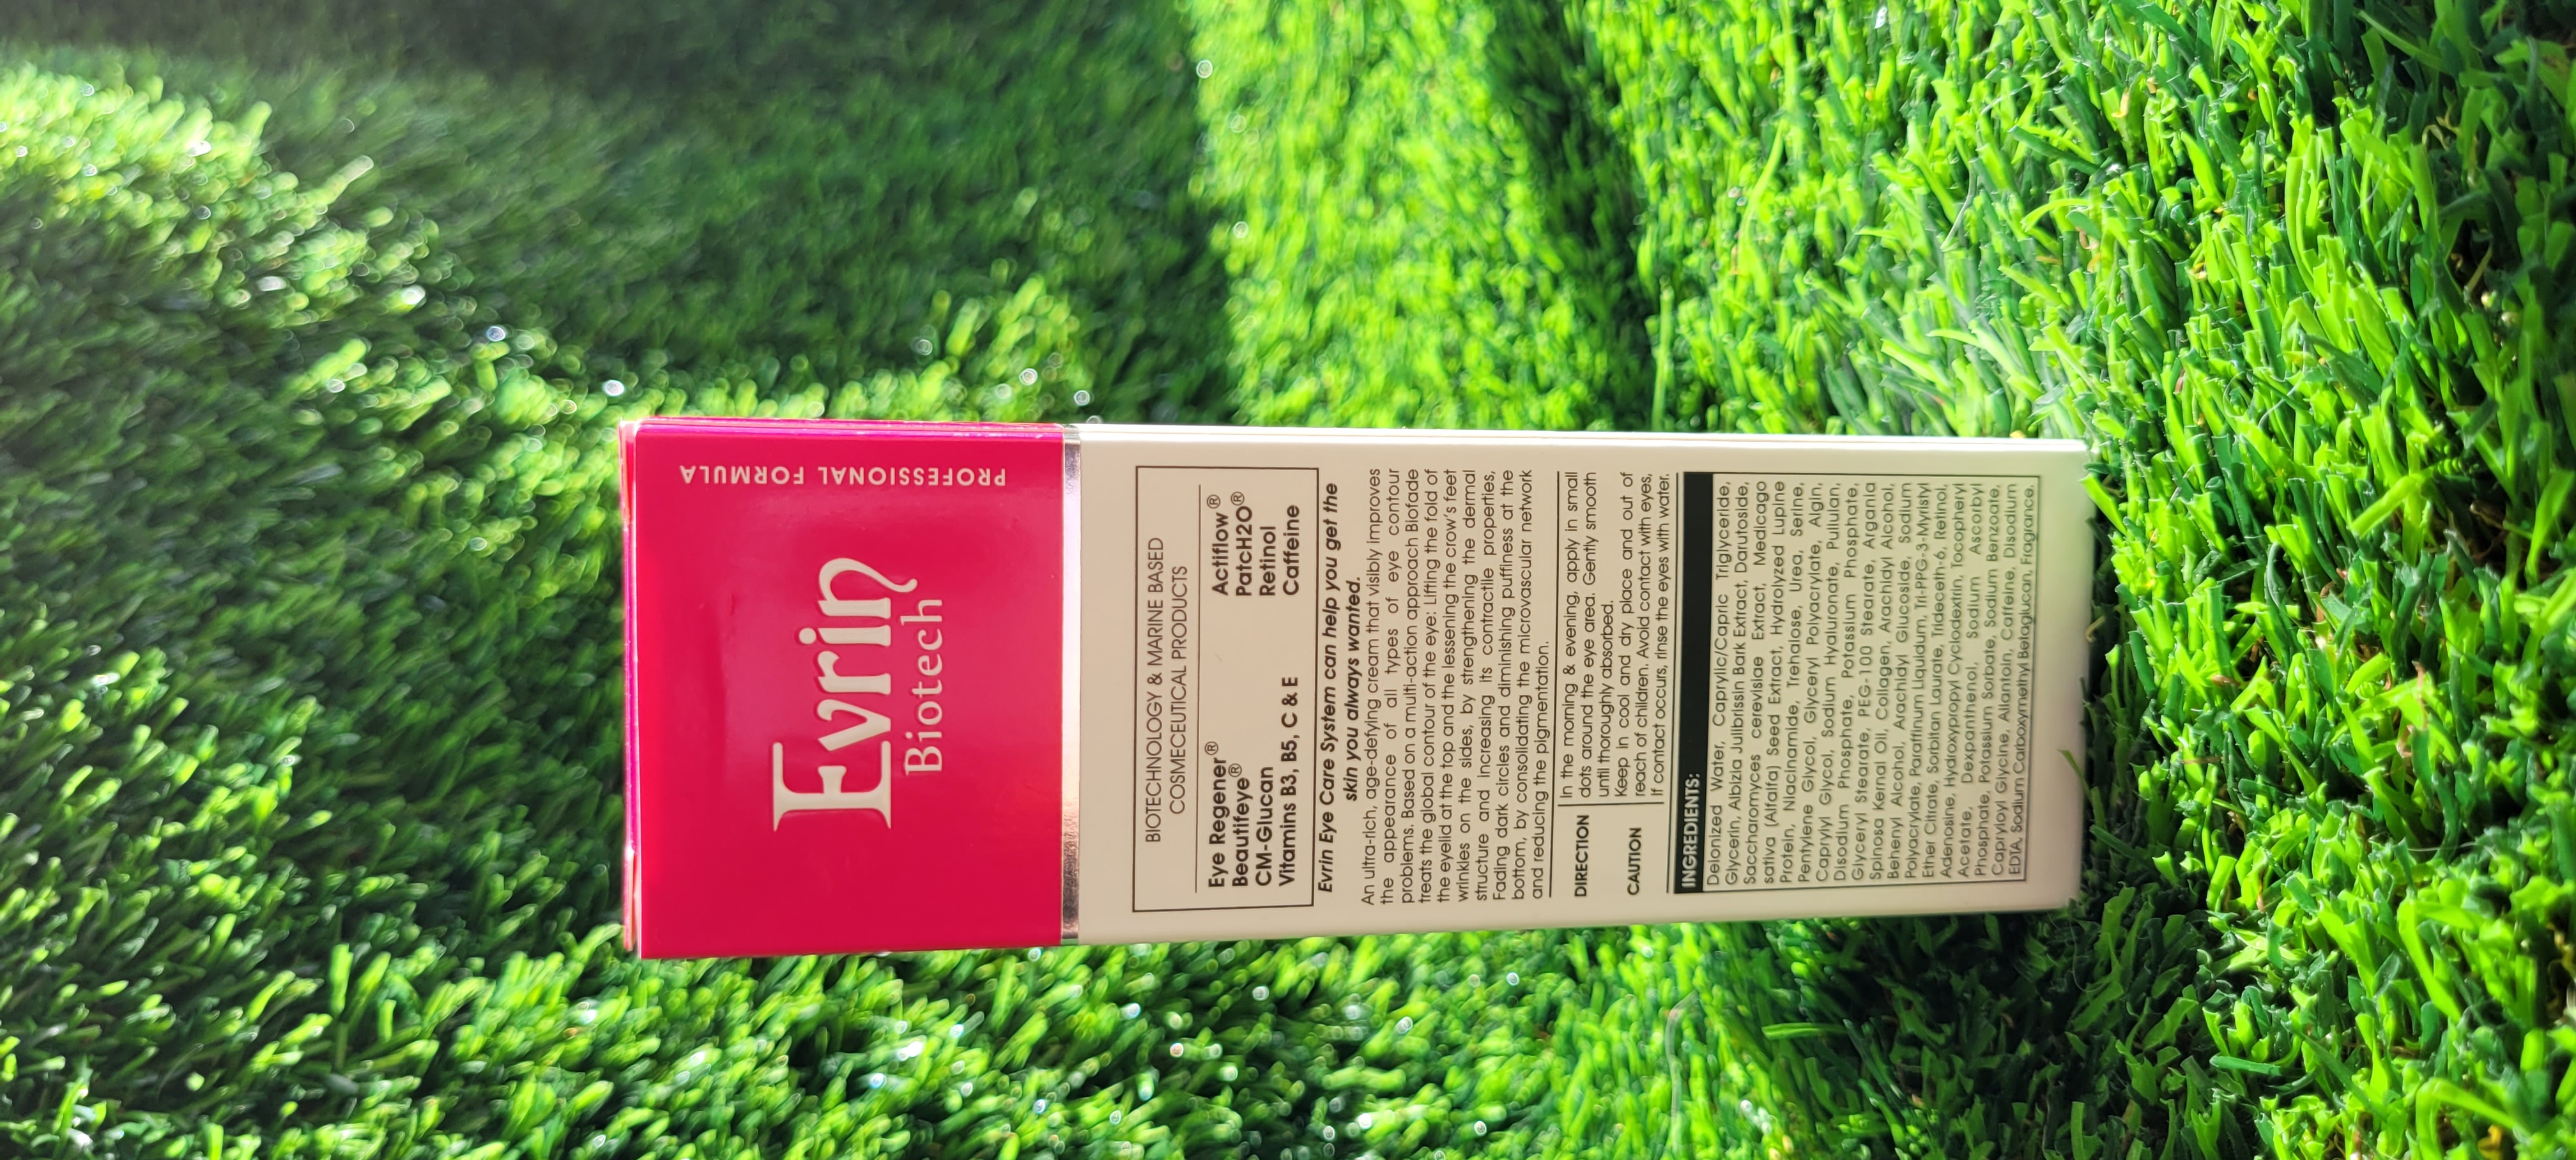 PROFESSIONAL FORMULA
Evrin
Biotech
BIOTECHNOLOGY & MARINE BASED
COSMECEUTICAL PRODUCTS
Eye Regener® Actiflow®
Beautifeye® PatcH2O®
CM-Glucan Retinol
Vitamins B3, B5, C & E Caffeine
Evrin Eye Care System can help you get the
skin you always wanted.
An ultra-rich, age-defying cream that visibly improves
the appearance of all types of eye contour
problems. Based on a multi-action approach Biofade
treats the global contour of the eye: Lifting the fold of
the eyelid at the top and the lessening the crow's feet
wrinkles on the sides, by strengthening the dermal
structure and increasing its contractile properties,
Fading dark circles and diminishing puffiness at the
bottom, by consolidating the microvascular network
and reducing the pigmentation.
DIRECTION In the morning & evening, apply in small
dots around the eye area. Gently smooth
until thoroughly absorbed.
CAUTION Keep in cool and dry place and out of
reach of children. Avoid contact with eyes,
If contact occurs, rinse the eyes with water.
INGREDIENTS:
Deionized Water, Caprylic/Capric Triglyceride,
Glycerin, Albizia Julibrissin Bark Extract, Darutoside,
Saccharomyces cerevisiae Extract, Medicago
sativa (Alfalfa) Seed Extract, Hydrolyzed Lupine
Protein, Niacinamide, Trehalose, Urea, Serine,
Pentylene Glycol, Glyceryl Polyacrylate, Algin,
Caprylyl Glycol, Sodium Hyaluronate, Pullulan,
Disodium Phosphate, Potassium Phosphate,
Glyceryl Stearate, PEG-100 Stearate, Argania
Spinosa Kernal Oil, Collagen, Arachidyl Alcohol,
Behenyl Alcohol, Arachidyl Glucoside, Sodium
Polyacrylate, Paraffinum Liquidum, Tri-PPG-3-Myristyl
Ether Citrate, Sorbitan Laurate, Trideceth-6, Retinol,
Adenosine, Hydroxypropyl Cyclodextrin, Tocopheryl
Acetate, Dexpanthenol, Sodium Ascorbyl
Phosphate, Potassium Sorbate, Sodium Benzoate,
Capryloyl Glycine, Allantoin, Caffeine, Disodium
EDTA, Sodium Carboxymethyl Betaglucan, Fragrance.